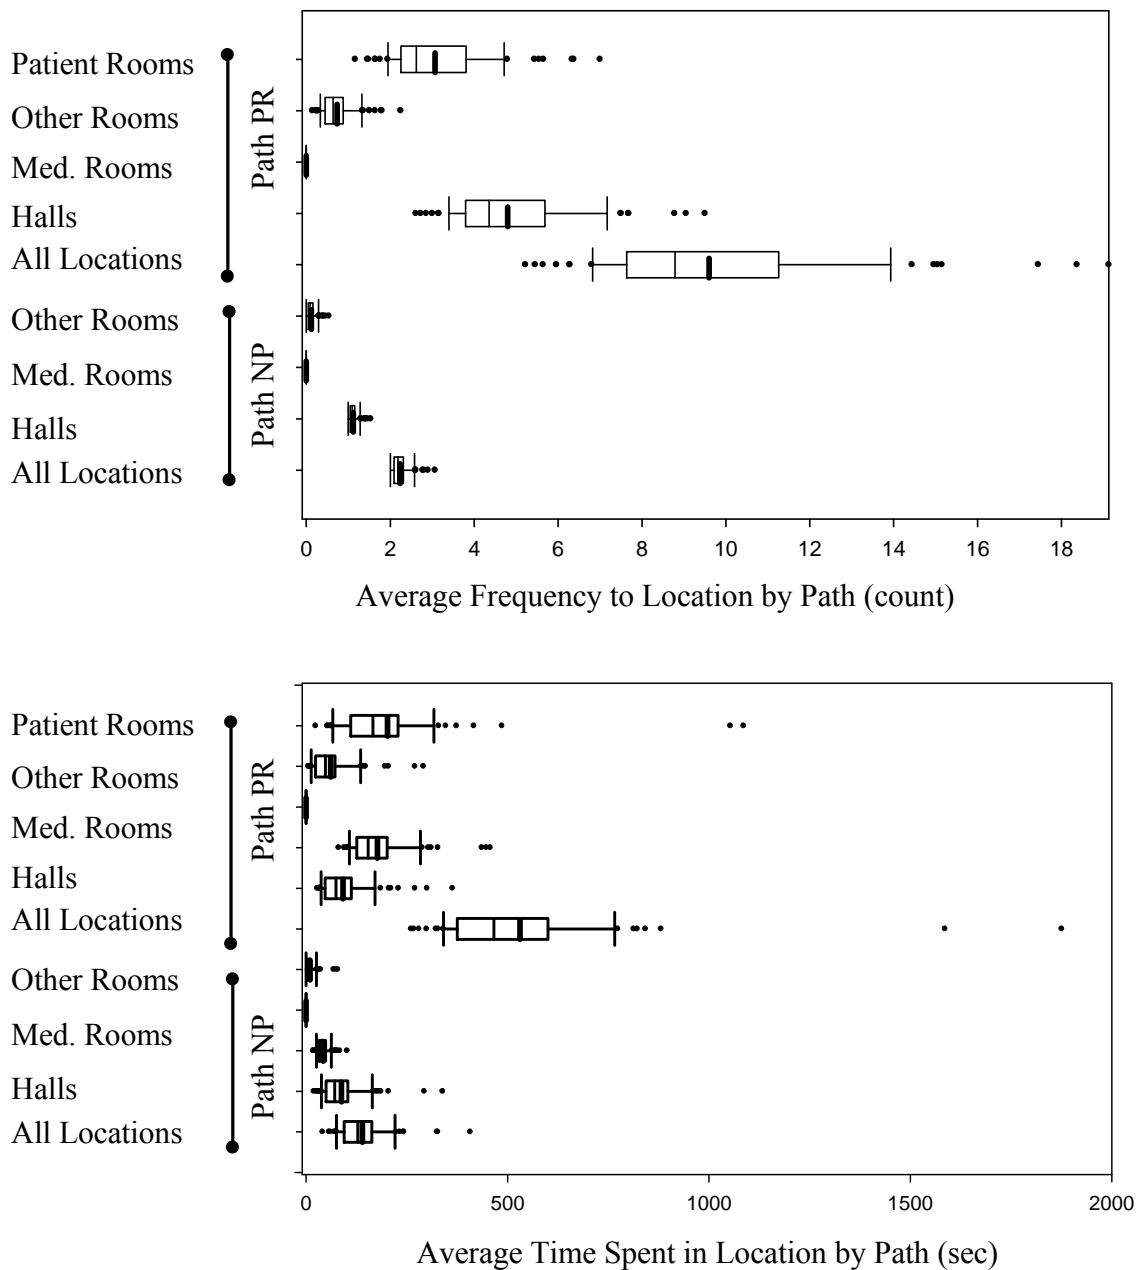 Patient Rooms
Other Rooms
Med. Rooms
Halls
All Locations
Path PR
Other Rooms
Med. Rooms
Halls
All Locations
Path NP
0 2 4 6 8 10 12 14 16 18
Average Frequency to Location by Path (count)
Patient Rooms
Other Rooms
Med. Rooms
Halls
All Locations
Path PR
Other Rooms
Med. Rooms
Halls
All Locations
Path NP
0 500 1000 1500 2000
Average Time Spent in Location by Path (sec)